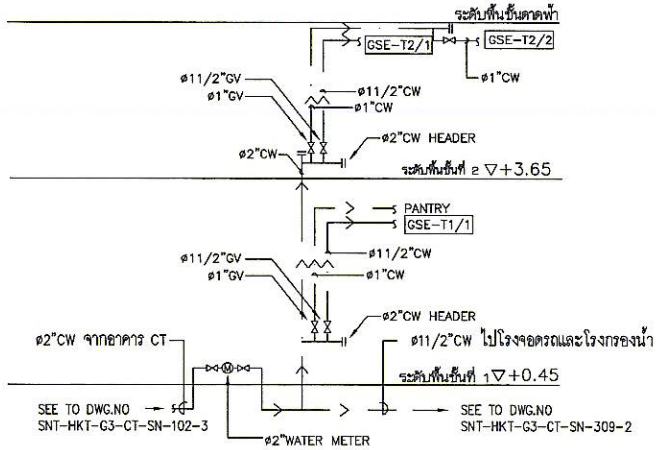 ระดับพื้นชั้นดาดฟ้า
GSE-T2/1
GSE-T2/2
ø11/2"GV
ø1"GV
ø11/2"CW
ø1"CW
ø1"CW
ø2"CW
ø2"CW HEADER
ระดับพื้นชั้นที่ 2 ▽+3.65
PANTRY
GSE-T1/1
ø11/2"GV
ø1"GV
ø11/2"CW
ø1"CW
ø2"CW HEADER
ø2"CW จากอาคาร CT
ø11/2"CW ไปโรงจอดรถและโรงกรองน้ำ
M
ระดับพื้นชั้นที่ 1▽+0.45
SEE TO DWG.NO
SNT-HKT-G3-CT-SN-102-3
SEE TO DWG.NO
SNT-HKT-G3-CT-SN-309-2
ø2"WATER METER